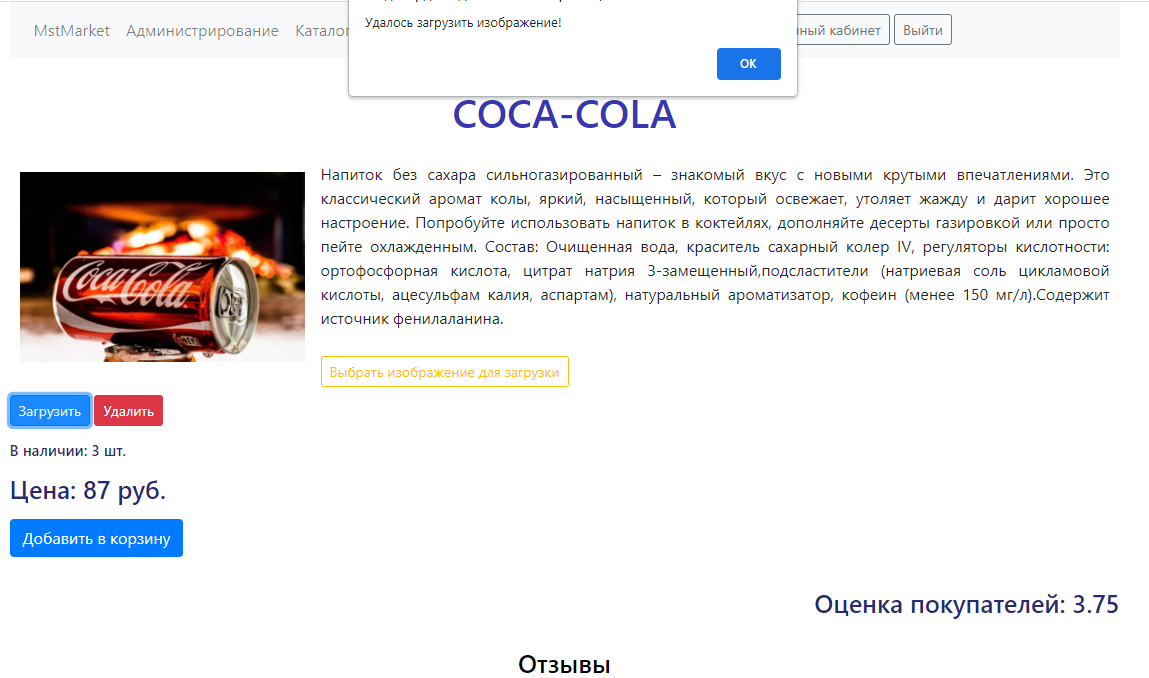 MstMarket Администрирование
Удалось загрузить изображение!
ный кабинет Выйти
OK
COCA-COLA
Напиток без сахара сильногазированный – знакомый вкус с новыми крутыми впечатлениями. Это
классический аромат колы, яркий, насыщенный, который освежает, утоляет жажду и дарит хорошее
настроение. Попробуйте использовать напиток в коктейлях, дополняйте десерты газировкой или просто
пейте охлажденным. Состав: Очищенная вода, краситель сахарный колер IV, регуляторы кислотности:
ортофосфорная кислота, цитрат натрия 3-замещенный,подсластители (натриевая соль цикламовой
кислоты, ацесульфам калия, аспартам), натуральный ароматизатор, кофеин (менее 150 мг/л).Содержит
источник фенилаланина.
Coca-Cola
Выбрать изображение для загрузки
Загрузить Удалить
В наличии: 3 шт.
Цена: 87 руб.
Добавить в корзину
Оценка покупателей: 3.75
Отзывы